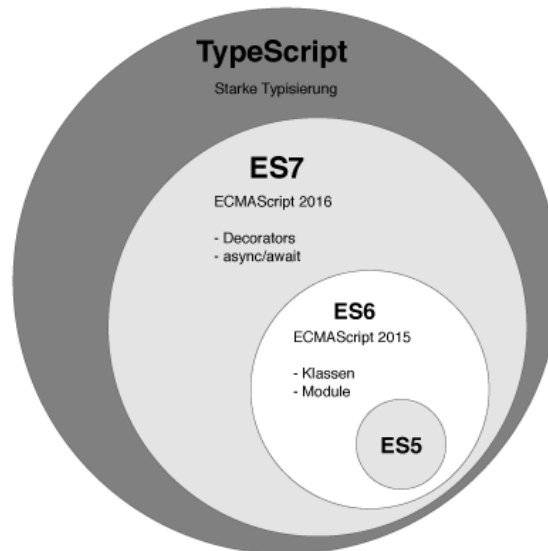 TypeScript
Starke Typisierung
ES7
ECMAScript 2016
- Decorators
- async/await
ES6
ECMAScript 2015
- Klassen
- Module
ES5